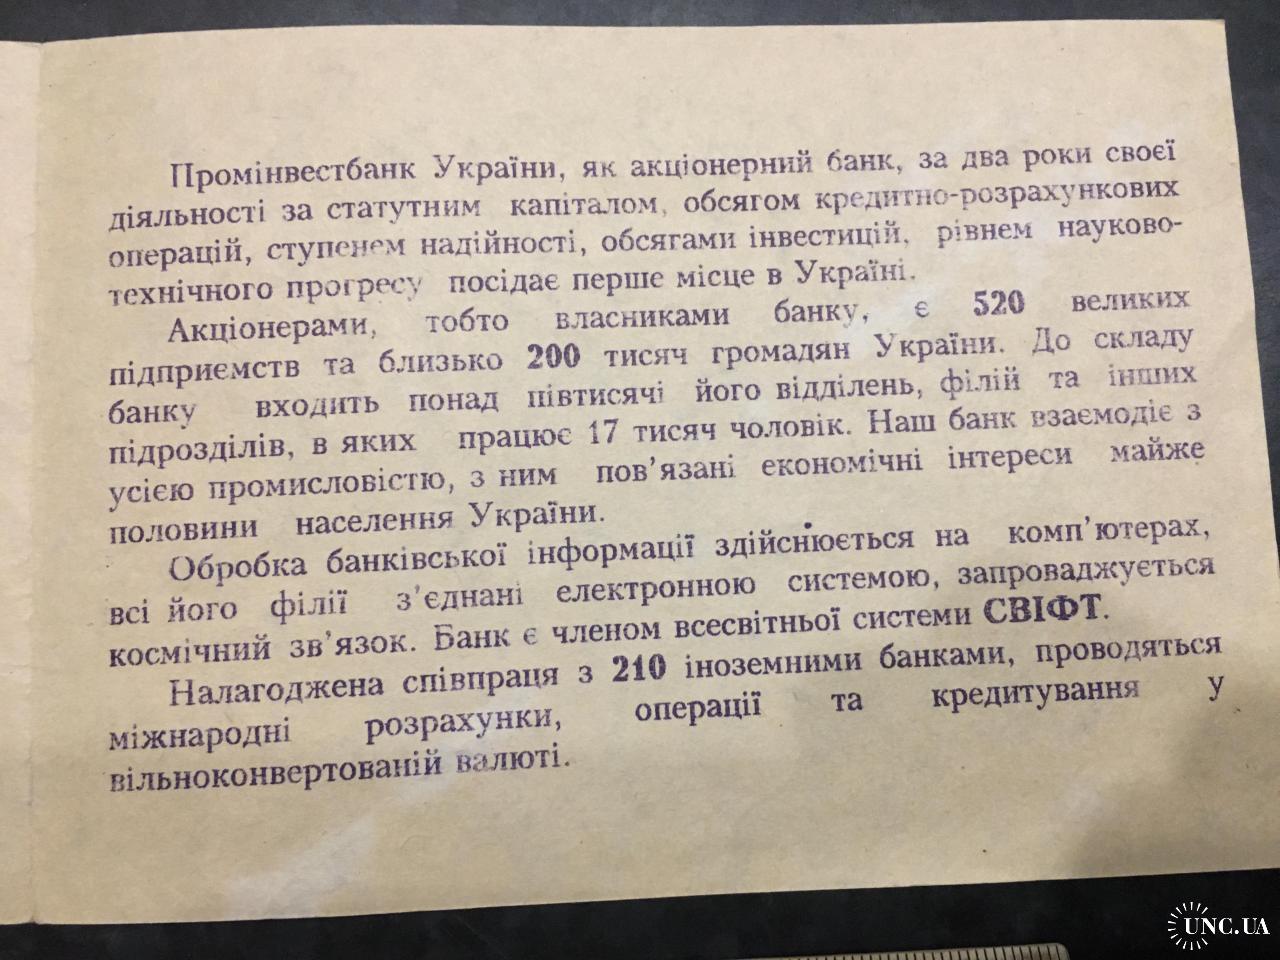 Промінвестбанк України, як акціонерний банк, за два роки своєї
діяльності за статутним капіталом, обсягом кредитно-розрахункових
операцій, ступенем надійності, обсягами інвестицій, рівнем науково-
технічного прогресу посідає перше місце в Україні.
Акціонерами, тобто власниками банку, є 520 великих
підприємств та близько 200 тисяч громадян України. До складу
банку входить понад півтисячі його відділень, філій та інших
підрозділів, в яких працює 17 тисяч чоловік. Наш банк взаємодіє з
усією промисловістю, з ним пов’язані економічні інтереси майже
половини населення України.
Обробка банківської інформації здійснюється на комп’ютерах,
всі його філії з’єднані електронною системою, запроваджується
космічний зв’язок. Банк є членом всесвітньої системи СВІФТ.
Налагоджена співпраця з 210 іноземними банками, проводяться
міжнародні розрахунки, операції та кредитування у
вільноконвертованій валюті.
UNC.UA